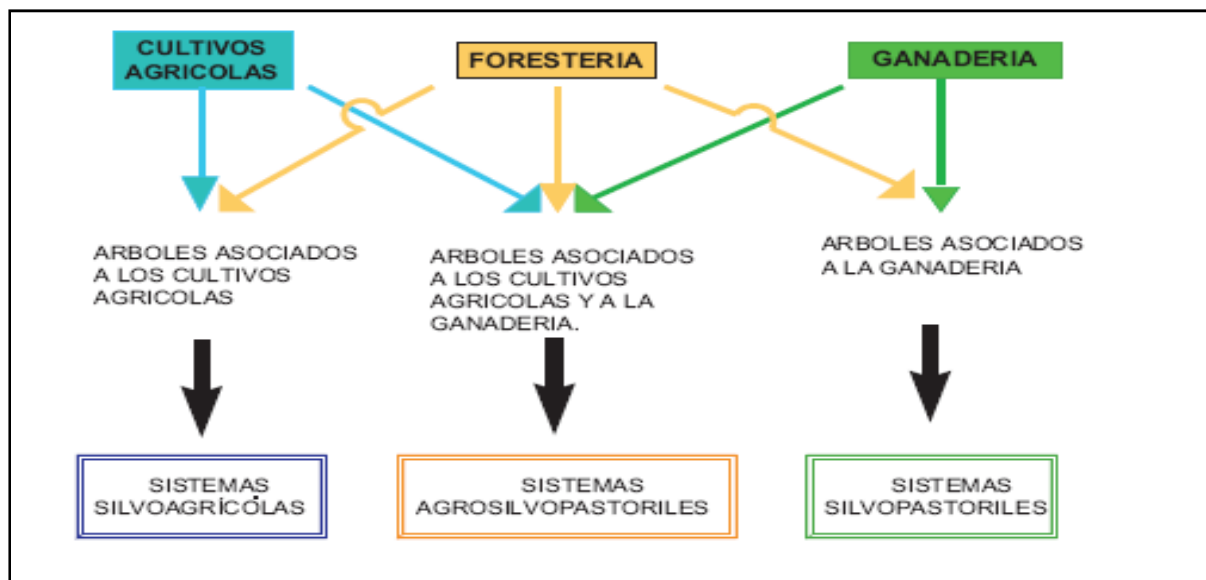 CULTIVOS
AGRICOLAS
FORESTERIA
GANADERIA
ARBOLES ASOCIADOS
A LOS CULTIVOS
AGRICOLAS
ARBOLES ASOCIADOS
A LOS CULTIVOS
AGRICOLAS Y A LA
GANADERIA.
ARBOLES ASOCIADOS
A LA GANADERIA
SISTEMAS
SILVOAGRÍCOLAS
SISTEMAS
AGROSILVOPASTORILES
SISTEMAS
SILVOPASTORILES